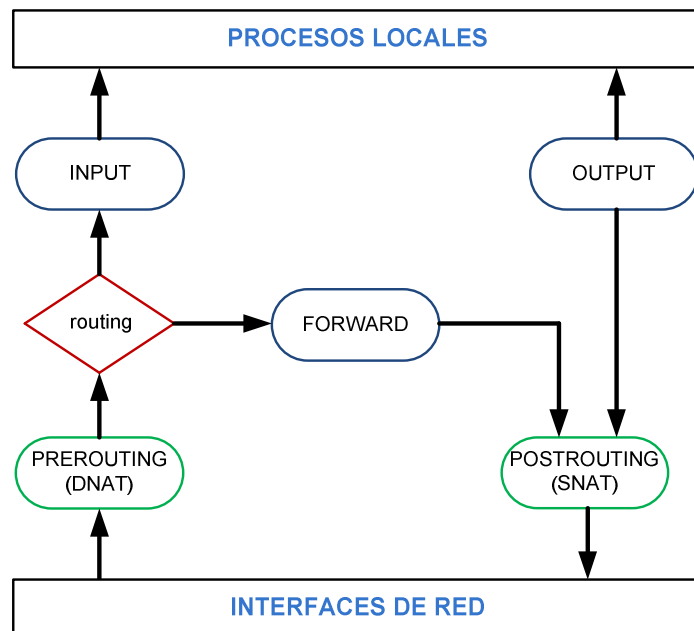 PROCESOS LOCALES
INPUT
OUTPUT
routing
FORWARD
PREROUTING
(DNAT)
POSTROUTING
(SNAT)
INTERFACES DE RED